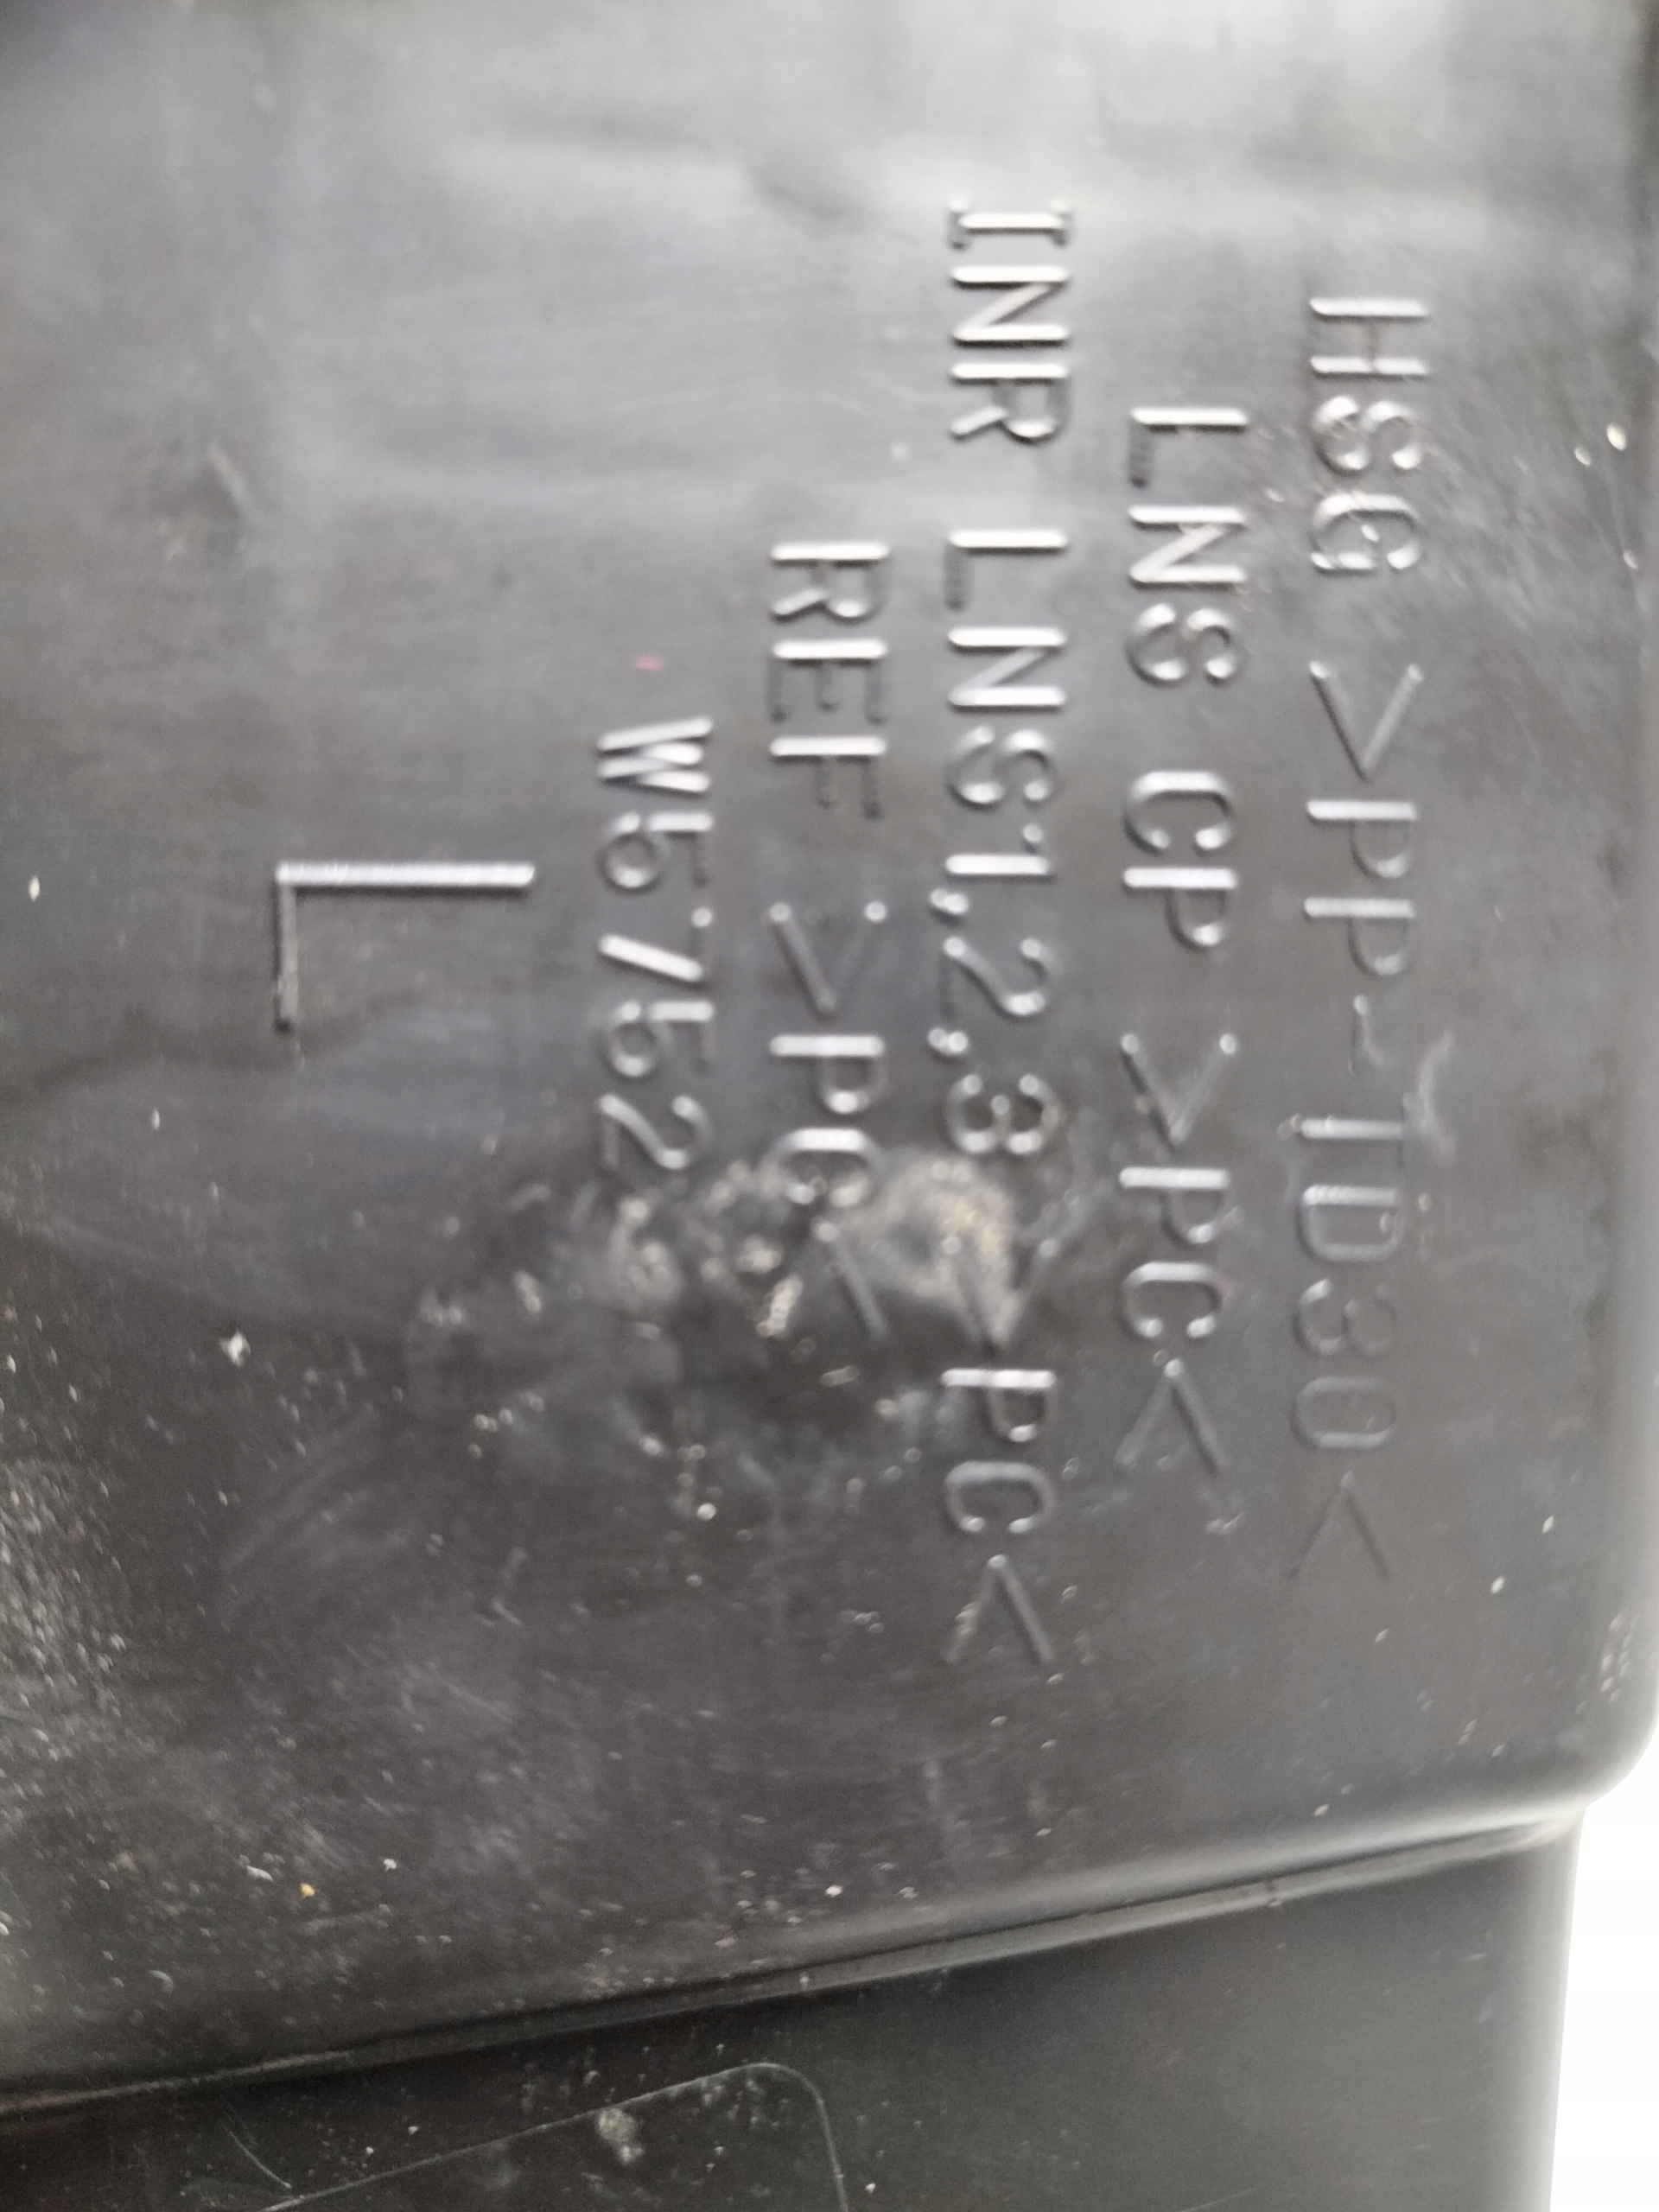 HSG >PP-TD30<
LNS CP >PC<
INR LNS1,2,3 >PC<
REF >PC<
W5752
L